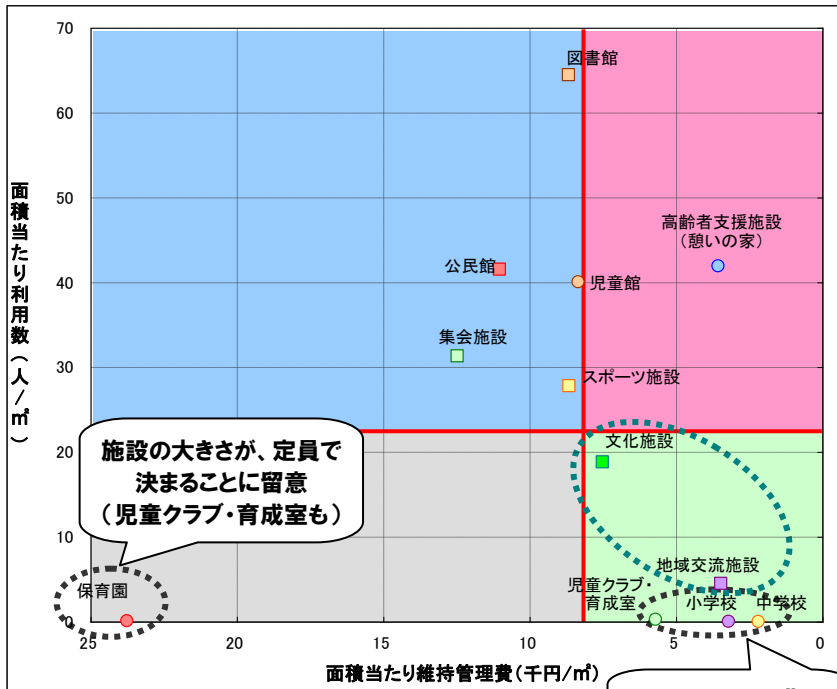 70
60
50
40
30
20
10
0
面積当たり利用数(人/㎡)
図書館
高齢者支援施設
(憩いの家)
公民館
児童館
集会施設
スポーツ施設
施設の大きさが、定員で
決まることに留意
(児童クラブ・育成室も)
文化施設
地域交流施設
保育園
児童クラブ・
育成室
小学校
中学校
25
20
15
10
5
0
面積当たり維持管理費(千円/㎡)